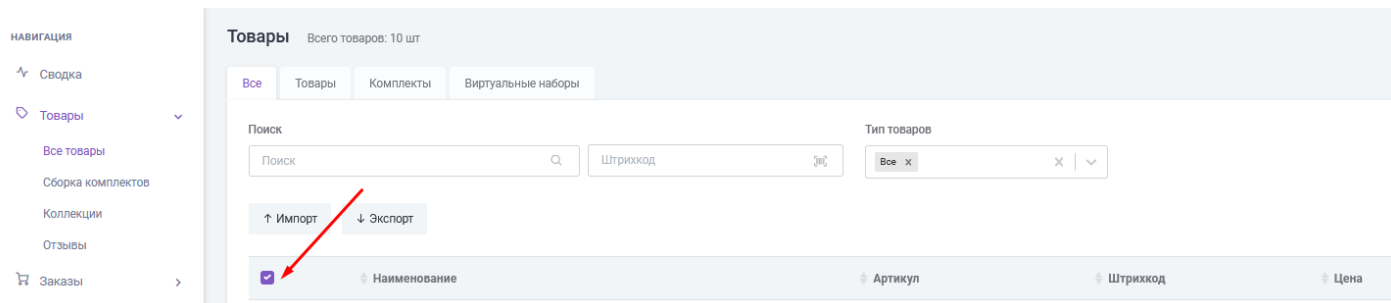 НАВИГАЦИЯ
Сводка
Товары
Все товары
Сборка комплектов
Коллекции
Отзывы
Заказы
Товары Всего товаров: 10 шт
Все Товары Комплекты Виртуальные наборы
Поиск Тип товаров
Поиск Штрихкод Все
Импорт Экспорт
Наименование Артикул Штрихкод Цена